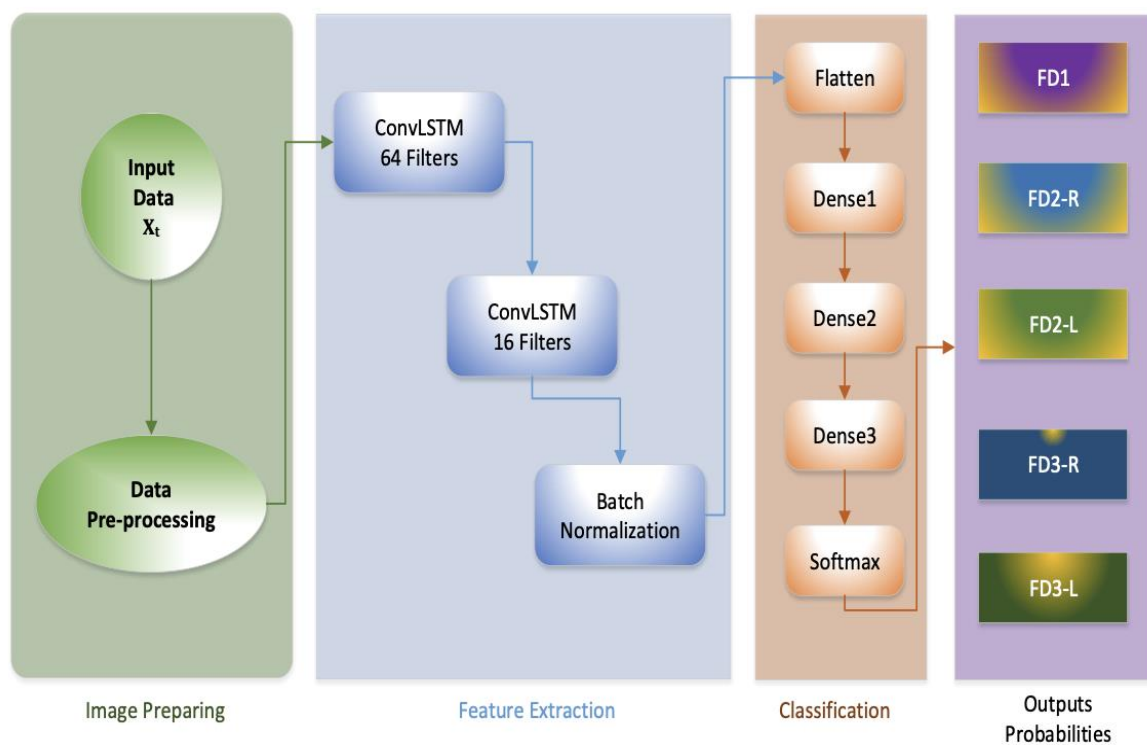 Input
Data
Xt
Data
Pre-processing
Image Preparing
ConvLSTM
64 Filters
ConvLSTM
16 Filters
Batch
Normalization
Feature Extraction
Flatten
Dense1
Dense2
Dense3
Softmax
Classification
FD1
FD2-R
FD2-L
FD3-R
FD3-L
Outputs
Probabilities